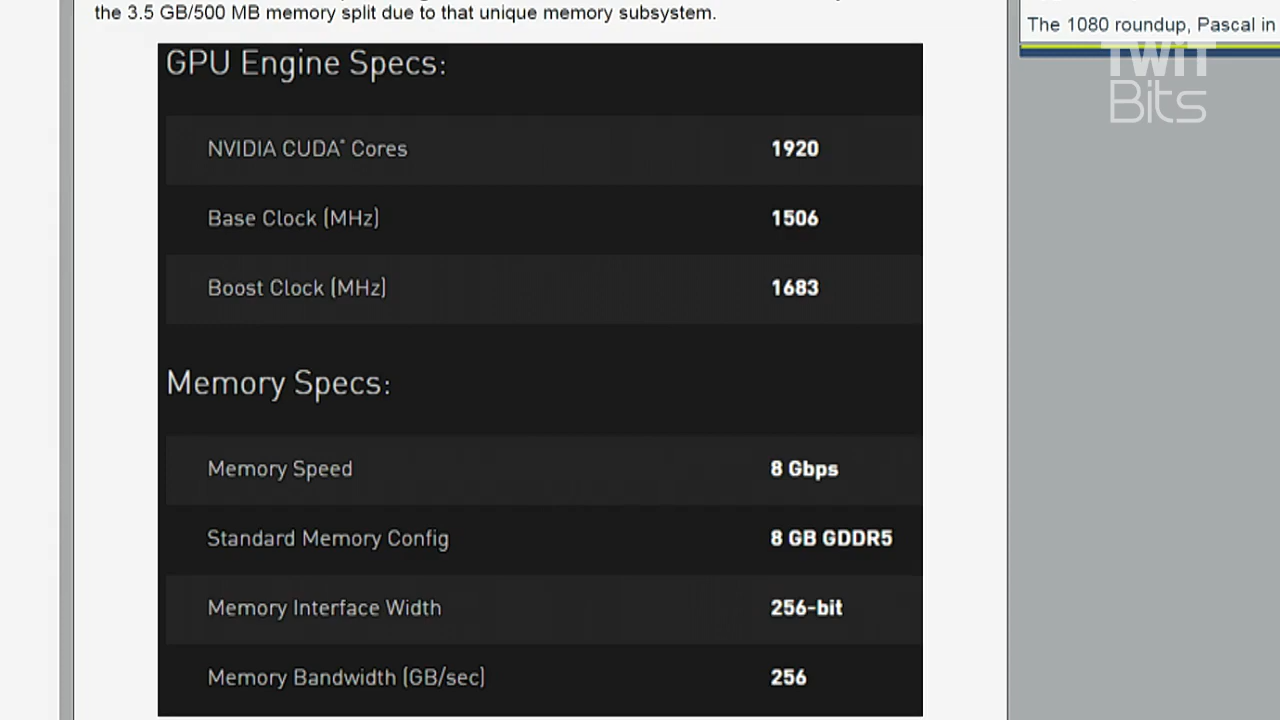 the 3.5 GB/500 MB memory split due to that unique memory subsystem.
The 1080 roundup, Pascal in
TWiT
Bits
GPU Engine Specs:
NVIDIA CUDA® Cores 1920
Base Clock (MHz) 1506
Boost Clock (MHz) 1683
Memory Specs:
Memory Speed 8 Gbps
Standard Memory Config 8 GB GDDR5
Memory Interface Width 256-bit
Memory Bandwidth (GB/sec) 256